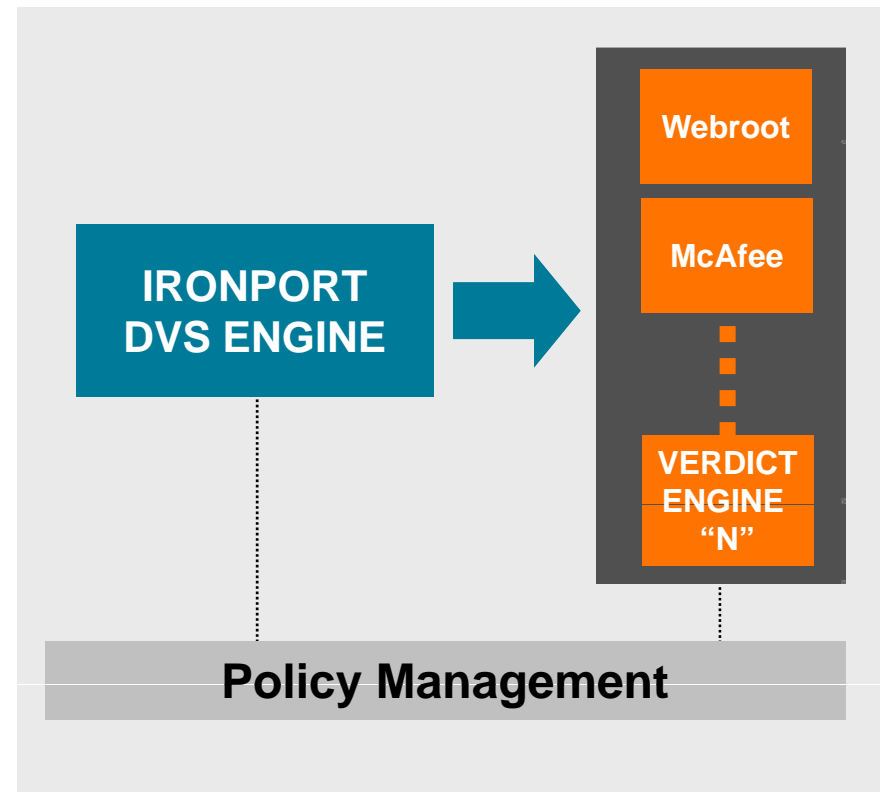 Webroot
IRONPORT
DVS ENGINE
McAfee
VERDICT
ENGINE
“N”
Policy Management